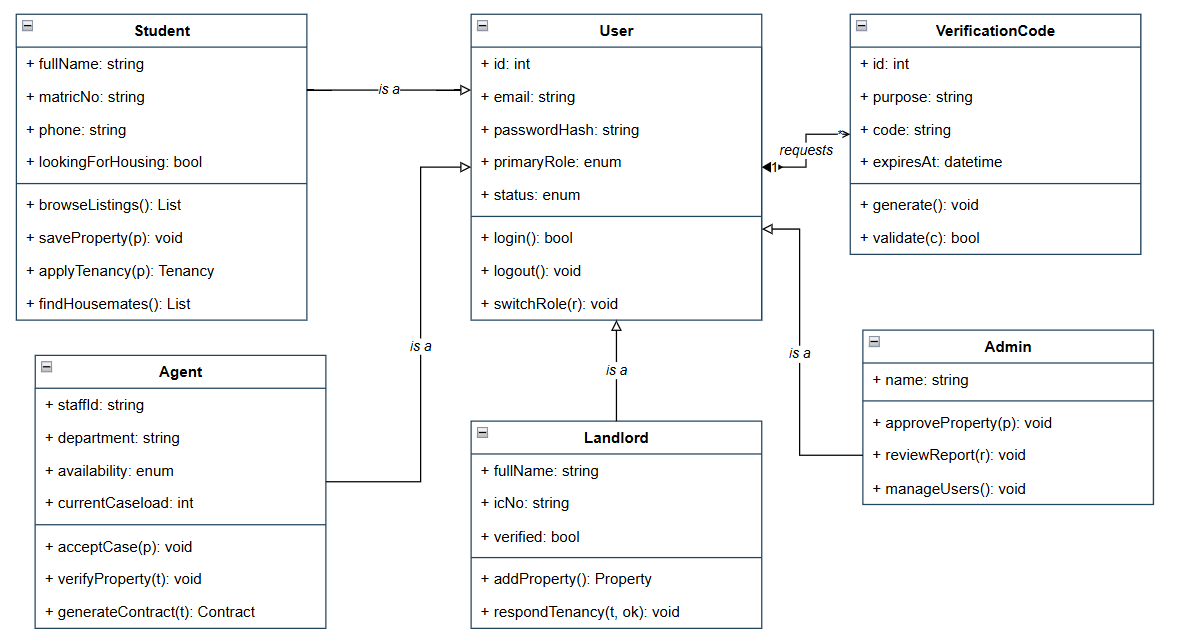 Student
+ fullName: string
+ matricNo: string
+ phone: string
+ lookingForHousing: bool
+ browseListings(): List
+ saveProperty(p): void
+ applyTenancy(p): Tenancy
+ findHousemates(): List
is a
User
+ id: int
+ email: string
+ passwordHash: string
+ primaryRole: enum
+ status: enum
+ login(): bool
+ logout(): void
+ switchRole(r): void
requests
1
*
VerificationCode
+ id: int
+ purpose: string
+ code: string
+ expiresAt: datetime
+ generate(): void
+ validate(c): bool
Agent
+ staffId: string
+ department: string
+ availability: enum
+ currentCaseload: int
+ acceptCase(p): void
+ verifyProperty(t): void
+ generateContract(t): Contract
is a
is a
Landlord
+ fullName: string
+ icNo: string
+ verified: bool
+ addProperty(): Property
+ respondTenancy(t, ok): void
is a
Admin
+ name: string
+ approveProperty(p): void
+ reviewReport(r): void
+ manageUsers(): void